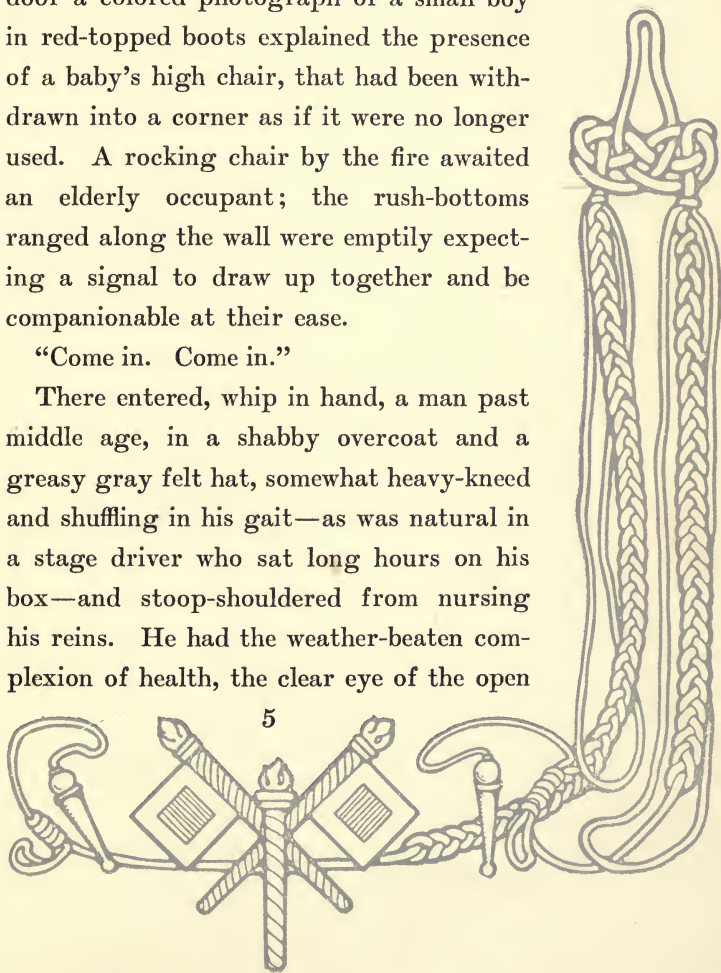 door a colored photograph of a small boy
in red-topped boots explained the presence
of a baby's high chair, that had been with-
drawn into a corner as if it were no longer
used. A rocking chair by the fire awaited
an elderly occupant; the rush-bottoms
ranged along the wall were emptily expect-
ing a signal to draw up together and be
companionable at their ease.
“Come in. Come in.”
There entered, whip in hand, a man past
middle age, in a shabby overcoat and a
greasy gray felt hat, somewhat heavy-kneed
and shuffling in his gait—as was natural in
a stage driver who sat long hours on his
box—and stoop-shouldered from nursing
his reins. He had the weather-beaten com-
plexion of health, the clear eye of the open
5